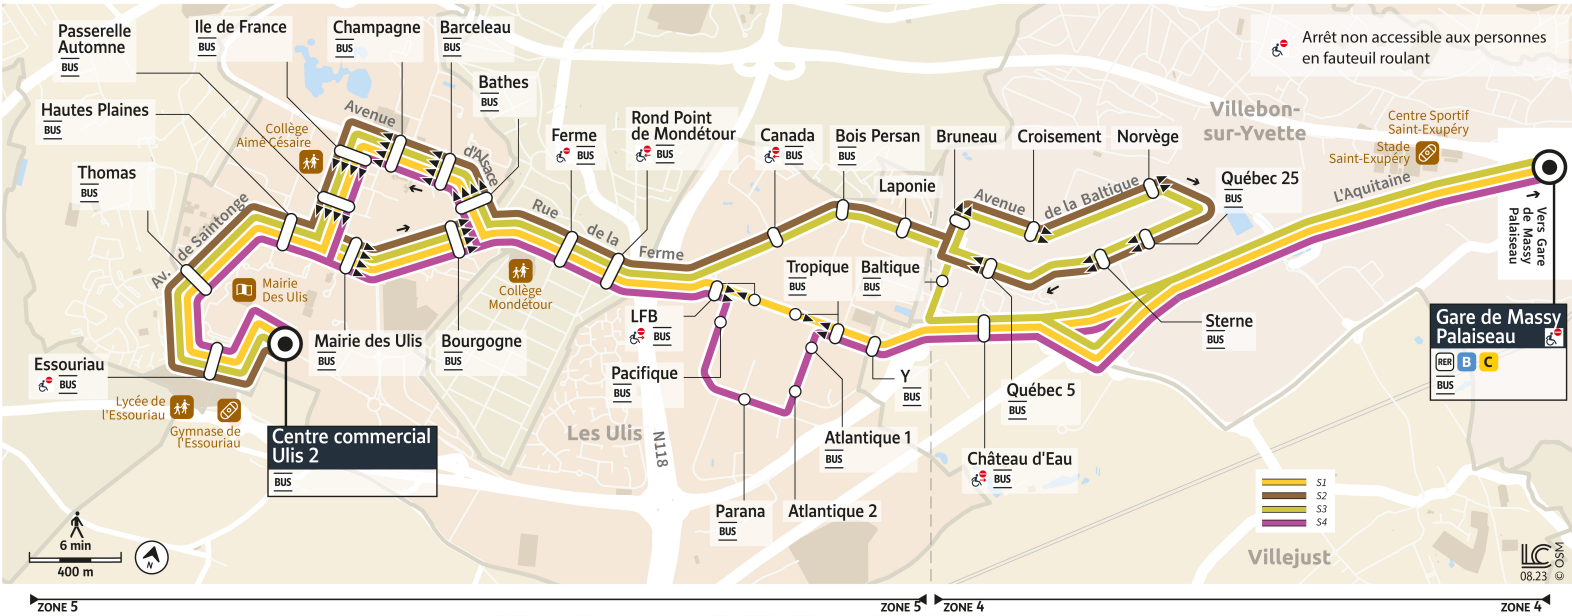 Passerelle
Automne
BUS
Ile de France
BUS
Champagne
BUS
Barceleau
BUS
Bathes
BUS
Arrêt non accessible aux personnes
en fauteuil roulant
Hautes Plaines
BUS
Collège
Aimé Césaire
Avenue
d'Alsace
Thomas
BUS
Av. de Saintonge
Ferme
BUS
Rond Point
de Mondétour
BUS
Canada
BUS
Bois Persan
BUS
Laponie
Bruneau
Croisement
Norvège
Villebon-
sur-Yvette
Centre Sportif
Saint-Exupéry
Stade
Saint-Exupéry
Québec 25
BUS
Avenue de la Baltique
L'Aquitaine
Vers Gare
de Massy
Palaiseau
Rue de la Ferme
Mairie
Des Ulis
Collège
Mondétour
Tropique
BUS
Baltique
BUS
LFB
BUS
Mairie des Ulis
BUS
Bourgogne
BUS
Sterne
BUS
Gare de Massy
Palaiseau
RER B C
BUS
Essouriau
BUS
Pacifique
BUS
Y
BUS
Québec 5
BUS
Lycée de
l'Essouriau
Gymnase de
l'Essouriau
Centre commercial
Ulis 2
BUS
Les Ulis
N118
Atlantique 1
BUS
Château d'Eau
BUS
Parana
BUS
Atlantique 2
S1
S2
S3
S4
Villejust
6 min
400 m
N
LC
08.23
© OSM
ZONE 5
ZONE 5
ZONE 4
ZONE 4